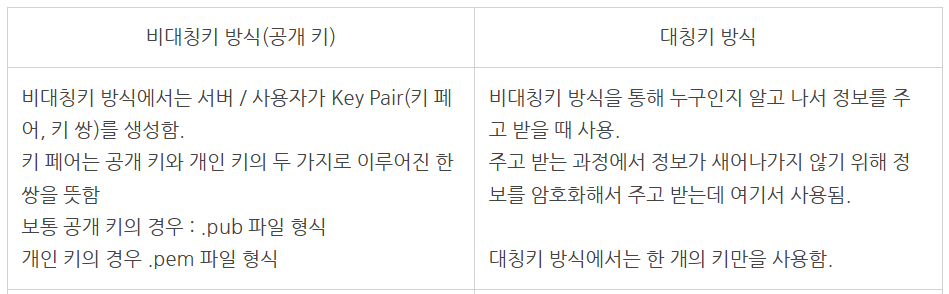 비대칭키 방식(공개 키)
대칭키 방식
비대칭키 방식에서는 서버 / 사용자가 Key Pair(키 페
어, 키 쌍)를 생성함.
키 페어는 공개 키와 개인 키의 두 가지로 이루어진 한
쌍을 뜻함
보통 공개 키의 경우 : .pub 파일 형식
개인 키의 경우 .pem 파일 형식
비대칭키 방식을 통해 누구인지 알고 나서 정보를 주
고 받을 때 사용.
주고 받는 과정에서 정보가 새어나가지 않기 위해 정
보를 암호화해서 주고 받는데 여기서 사용됨.
대칭키 방식에서는 한 개의 키만을 사용함.